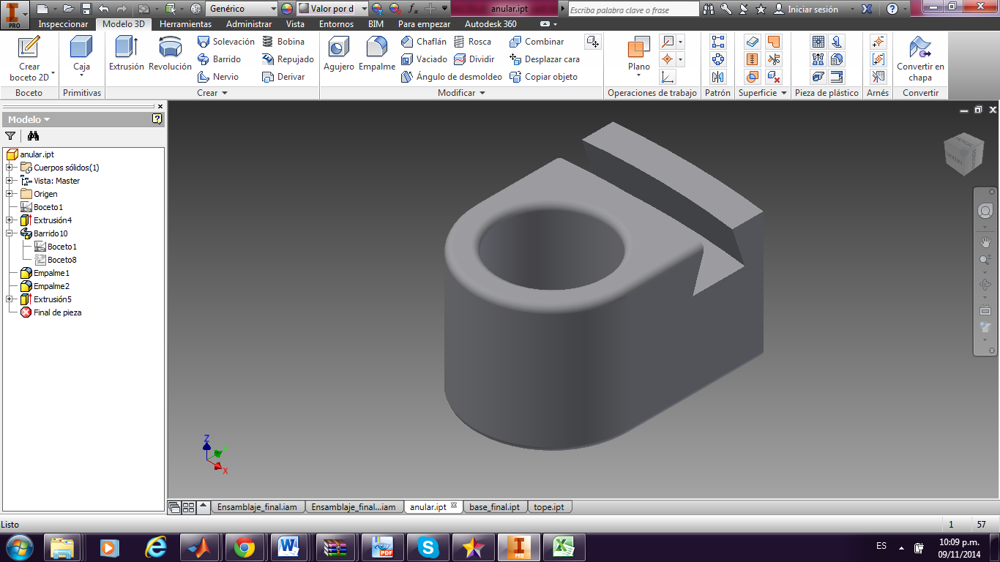 Genérico
Valor por d
anular.ipt
Escriba palabra clave o frase
Iniciar sesión
PRO
Inspeccionar Modelo 3D Herramientas Administrar Vista Entornos BIM Para empezar Autodesk 360
Crear boceto 2D
Caja
Extrusión
Revolución
Solevación
Barrido
Nervio
Bobina
Repujado
Derivar
Agujero
Empalme
Chaflán
Vaciado
Ángulo de desmoldeo
Rosca
Dividir
Combinar
Desplazar cara
Copiar objeto
Plano
Convertir en chapa
Boceto Primitivas Crear Modificar Operaciones de trabajo Patrón Superficie Pieza de plástico Arnés Convertir
Modelo
anular.ipt
Cuerpos sólidos(1)
Vista: Master
Origen
Boceto1
Extrusión4
Barrido10
Boceto1
Boceto8
Empalme1
Empalme2
Extrusión5
Final de pieza
Z
Y
X
Ensamblaje_final.iam Ensamblaje_final...iam anular.ipt base_final.ipt tope.ipt
Listo
1 57
PDF
PRO
ES
10:09 p.m.
09/11/2014